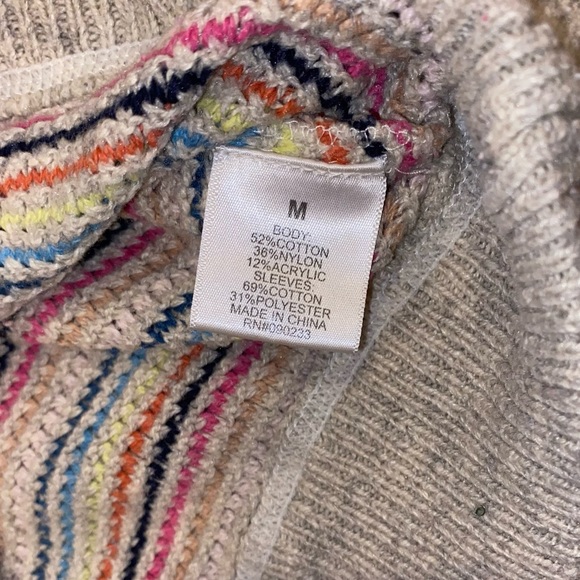 M
BODY:
52%COTTON
36%NYLON
12%ACRYLIC
SLEEVES:
69%COTTON
31%POLYESTER
MADE IN CHINA
RN#090233